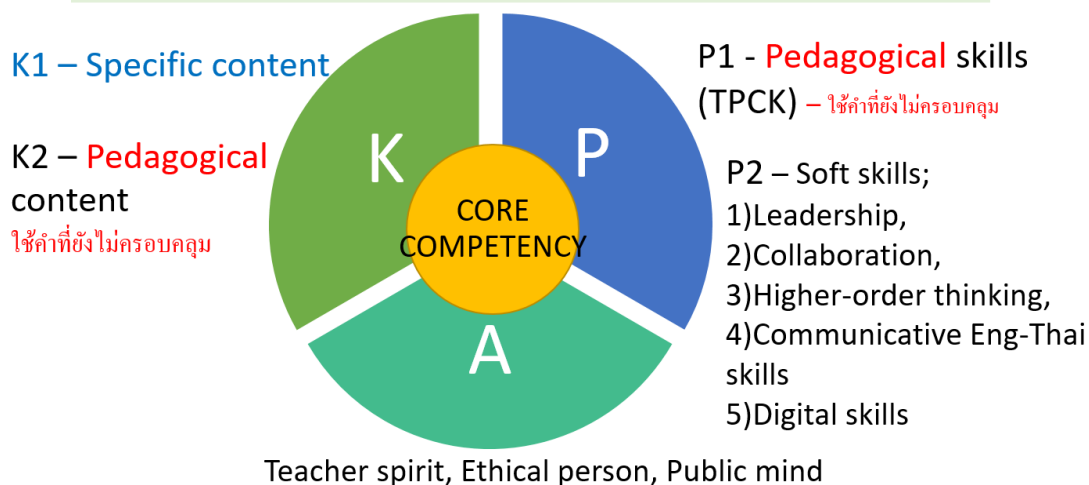 K1 – Specific content
K2 – Pedagogical
content
ใช้คำที่ยังไม่ครอบคลุม
K
P
CORE
COMPETENCY
A
P1 - Pedagogical skills
(TPCK) – ใช้คำที่ยังไม่ครอบคลุม
P2 – Soft skills;
1)Leadership,
2)Collaboration,
3)Higher-order thinking,
4)Communicative Eng-Thai
skills
5)Digital skills
Teacher spirit, Ethical person, Public mind